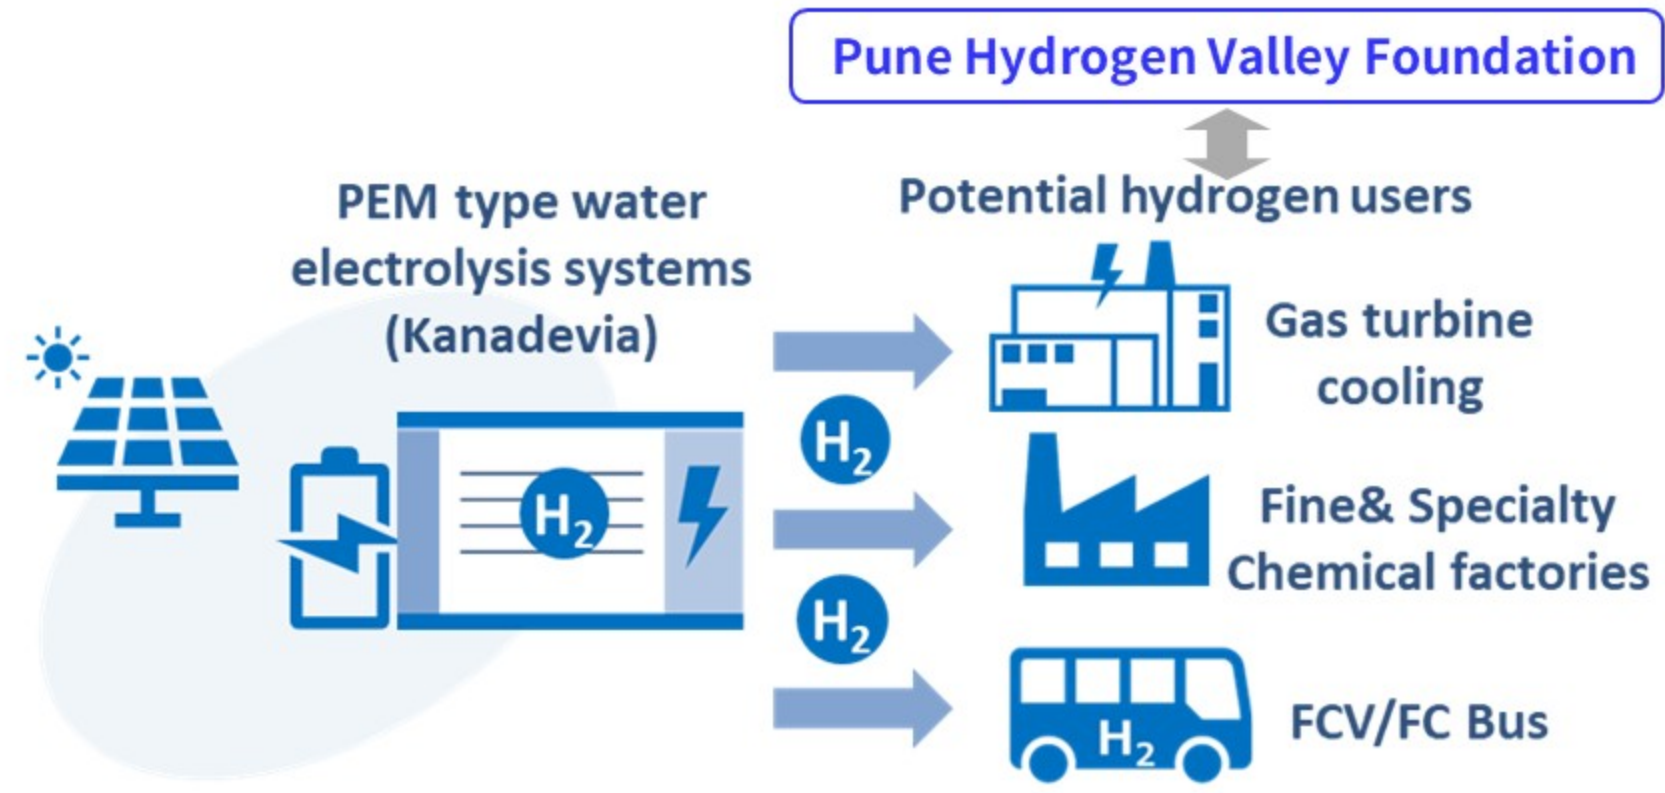 Pune Hydrogen Valley Foundation
PEM type water
electrolysis systems
(Kanadevia)
Potential hydrogen users
Gas turbine
cooling
H₂
H₂
Fine& Specialty
Chemical factories
H₂
H₂
FCV/FC Bus